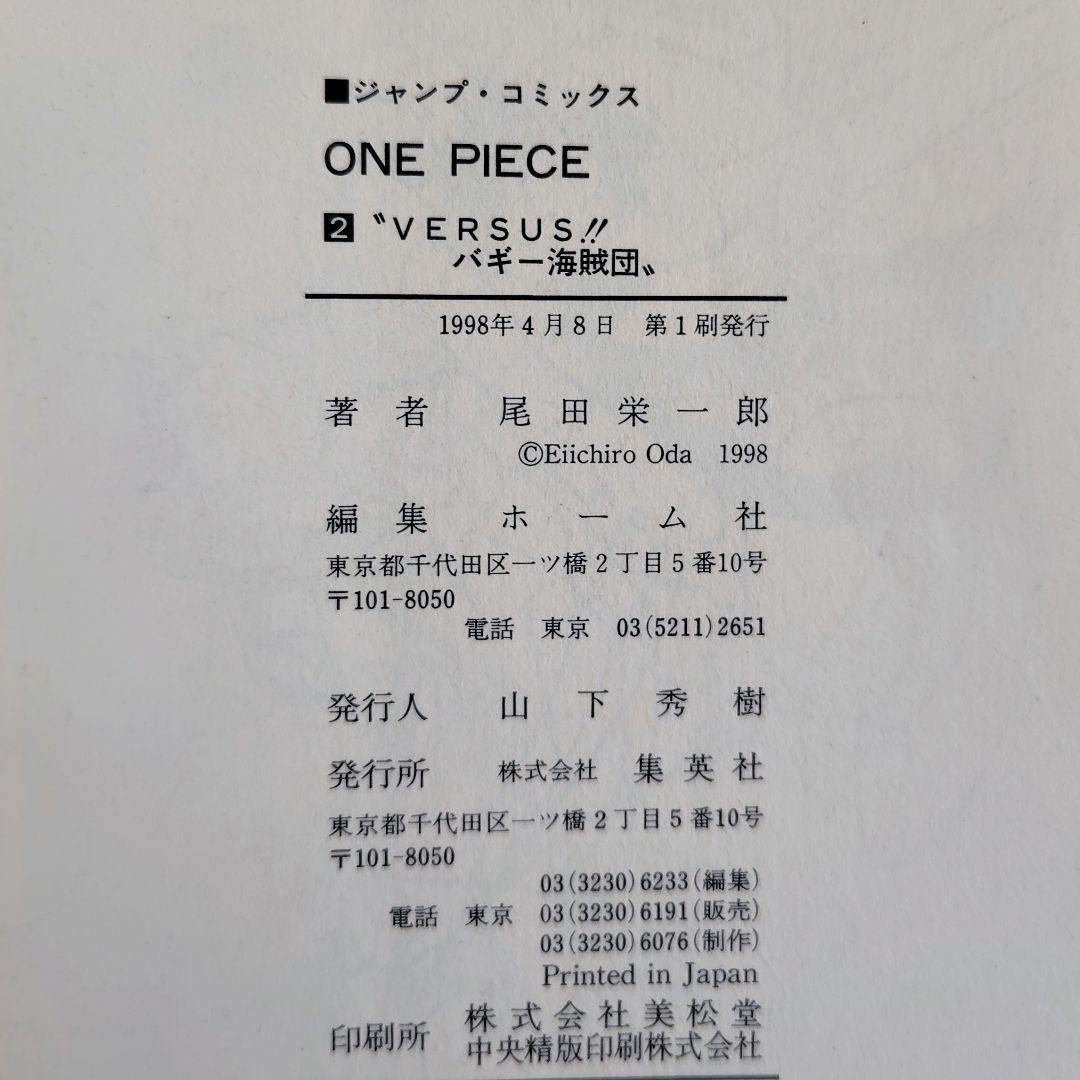 ■ジャンプ・コミックス
ONE PIECE
2 〝VERSUS!!
バギー海賊団〟
1998年4月8日 第1刷発行
著者 尾田栄一郎
©Eiichiro Oda 1998
編集 ホーム社
東京都千代田区一ツ橋2丁目5番10号
〒101-8050
電話 東京 03(5211)2651
発行人 山下秀樹
発行所 株式会社 集英社
東京都千代田区一ツ橋2丁目5番10号
〒101-8050
03(3230)6233(編集)
電話 東京 03(3230)6191(販売)
03(3230)6076(制作)
Printed in Japan
印刷所 株式会社美松堂
中央精版印刷株式会社